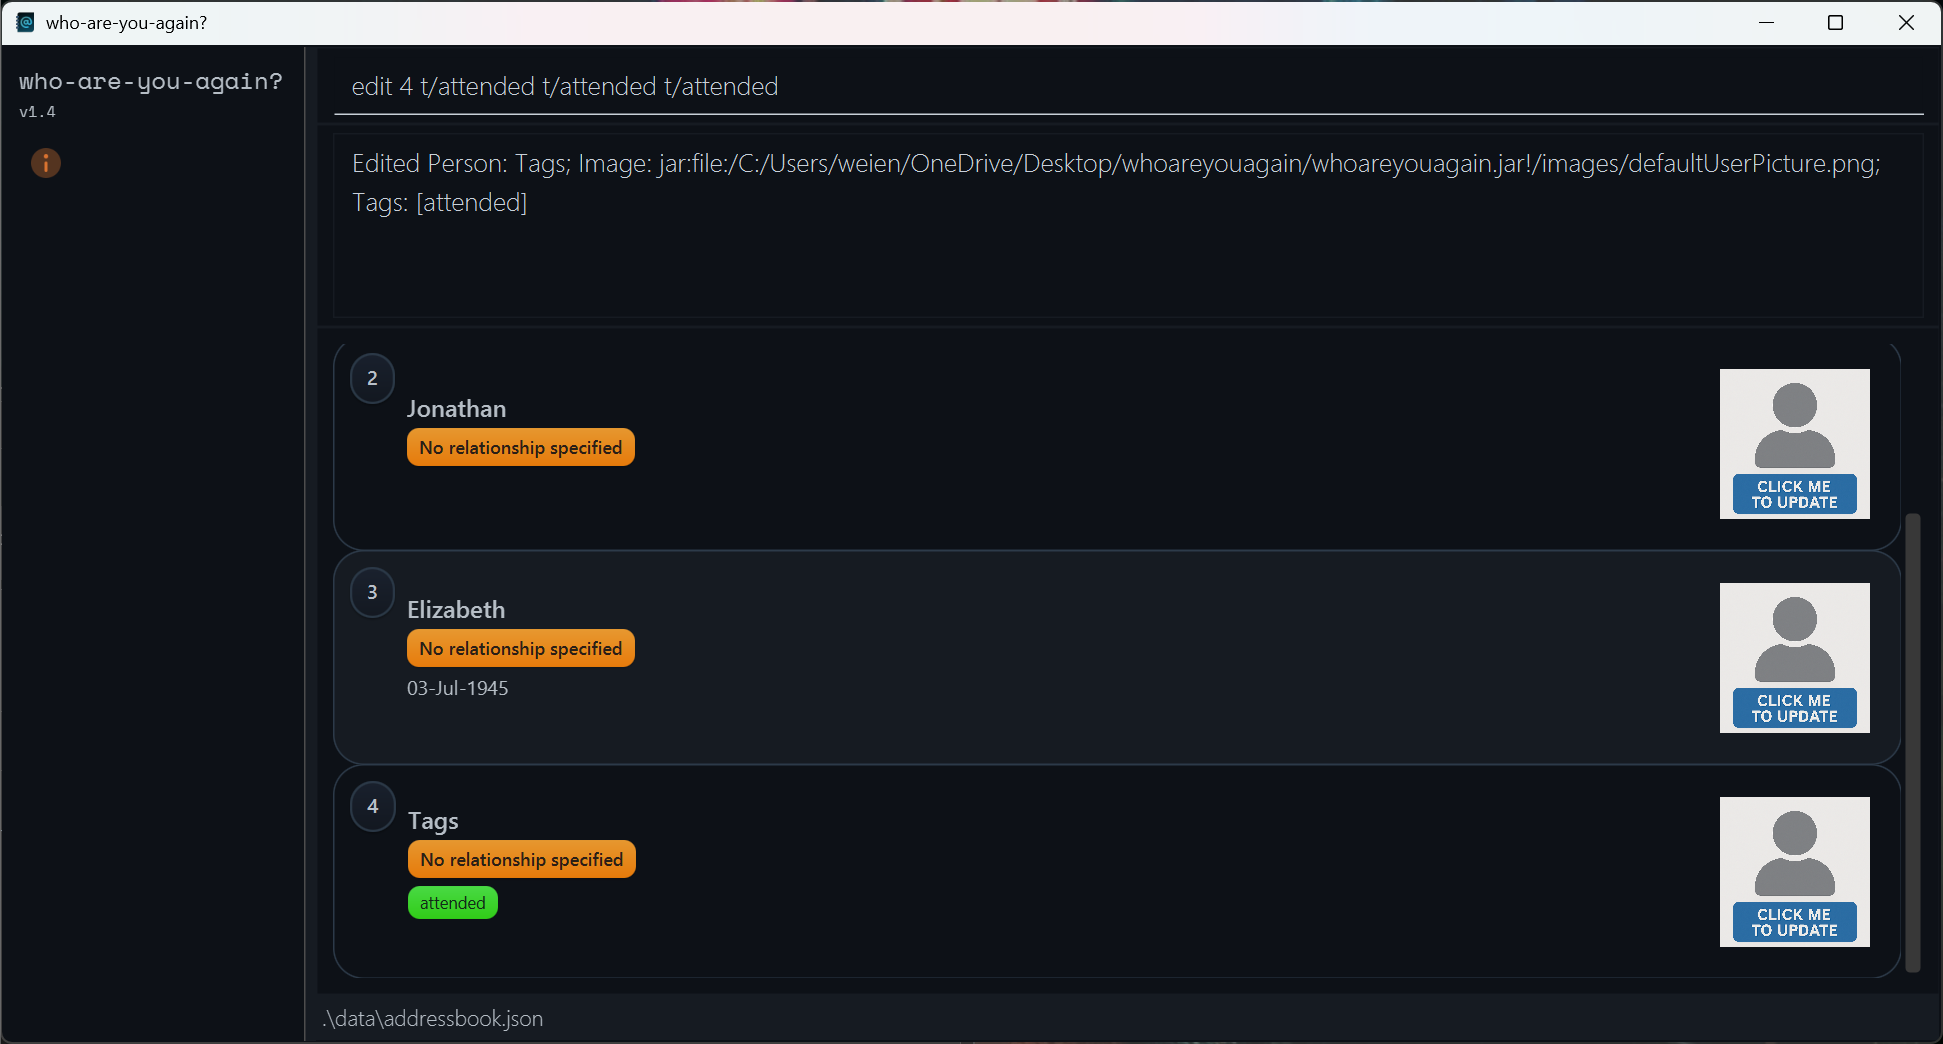 who-are-you-again?
who-are-you-again?
v1.4
edit 4 t/attended t/attended t/attended
Edited Person: Tags; Image: jar:file:/C:/Users/weien/OneDrive/Desktop/whoareyouagain/whoareyouagain.jar!/images/defaultUserPicture.png;
Tags: [attended]
2
Jonathan
No relationship specified
CLICK ME
TO UPDATE
3
Elizabeth
No relationship specified
03-Jul-1945
CLICK ME
TO UPDATE
4
Tags
No relationship specified
attended
CLICK ME
TO UPDATE
.\data\addressbook.json